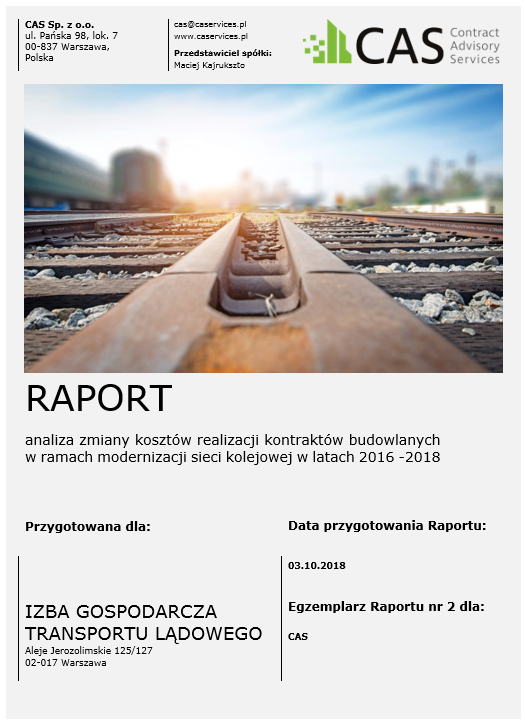 CAS Sp. z o.o.
ul. Pańska 98, lok. 7
00-837 Warszawa,
Polska
cas@caservices.pl
www.caservices.pl
Przedstawiciel spółki:
Maciej Kajrukszto
CAS
Contract
Advisory
Services
RAPORT
analiza zmiany kosztów realizacji kontraktów budowlanych
w ramach modernizacji sieci kolejowej w latach 2016 -2018
Przygotowana dla:
IZBA GOSPODARCZA
TRANSPORTU LĄDOWEGO
Aleje Jerozolimskie 125/127
02-017 Warszawa
Data przygotowania Raportu:
03.10.2018
Egzemplarz Raportu nr 2 dla:
CAS